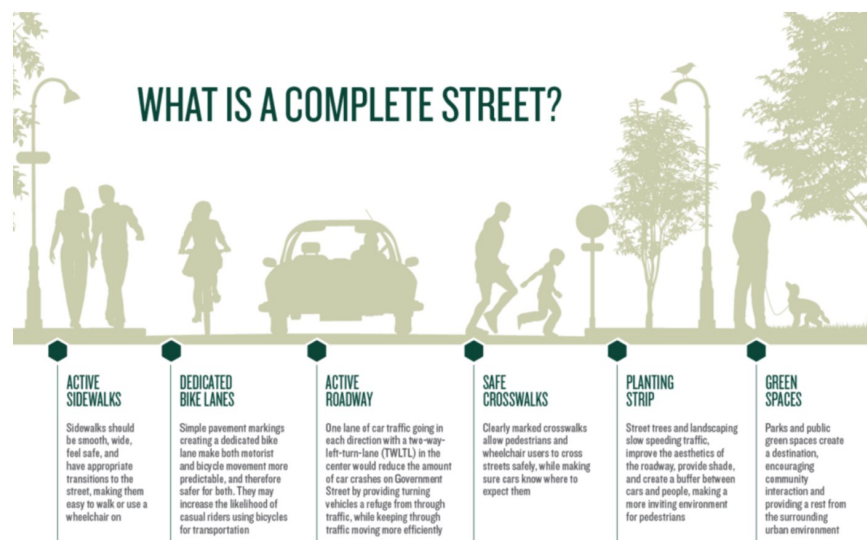 WHAT IS A COMPLETE STREET?
ACTIVE
SIDEWALKS
Sidewalks should
be smooth, wide,
feel safe, and
have appropriate
transitions to the
street, making them
easy to walk or use a
wheelchair on
DEDICATED
BIKE LANES
Simple pavement markings
creating a dedicated bike
lane make both motorist
and bicycle movement more
predictable, and therefore
safer for both. They may
increase the likelihood of
casual riders using bicycles
for transportation
ACTIVE
ROADWAY
One lane of car traffic going in
each direction with a two-way-
left-turn-lane (TWLTL) in the
center would reduce the amount
of car crashes on Government
Street by providing turning
vehicles a refuge from through
traffic, while keeping through
traffic moving more efficiently
SAFE
CROSSWALKS
Clearly marked crosswalks
allow pedestrians and
wheelchair users to cross
streets safely, while making
sure cars know where to
expect them
PLANTING
STRIP
Street trees and landscaping
slow speeding traffic,
improve the aesthetics of
the roadway, provide shade,
and create a buffer between
cars and people, making a
more inviting environment
for pedestrians
GREEN
SPACES
Parks and public
green spaces create
a destination,
encouraging
community
interaction and
providing a rest from
the surrounding
urban environment